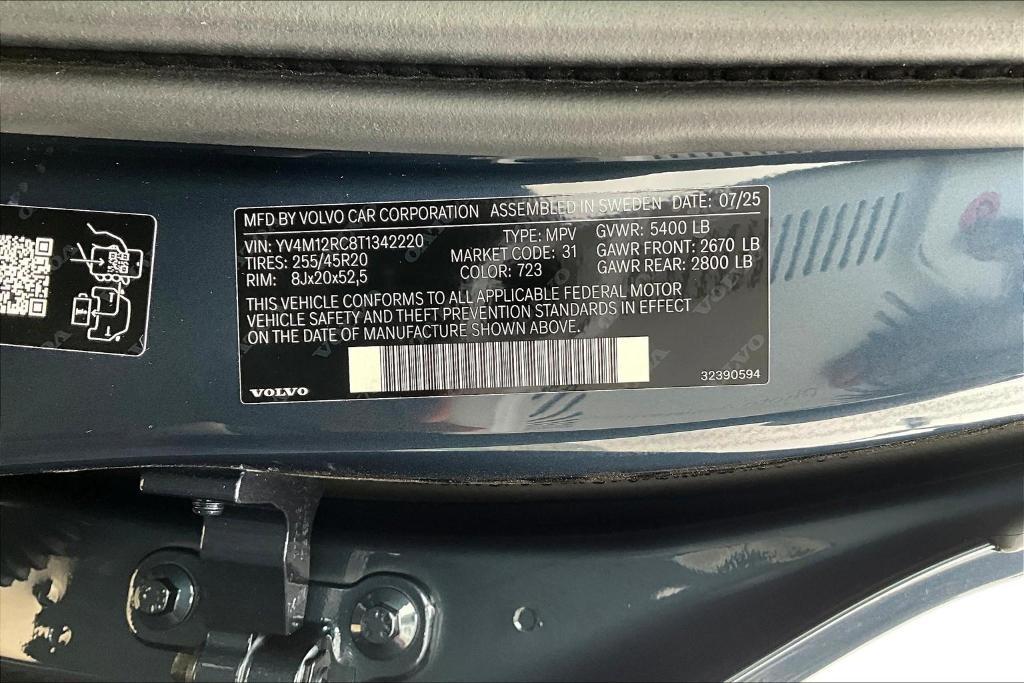 MFD BY VOLVO CAR CORPORATION ASSEMBLED IN SWEDEN DATE: 07/25
VIN: YV4M12RC8T1342220 TYPE: MPV GVWR: 5400 LB
TIRES: 255/45R20 MARKET CODE: 31 GAWR FRONT: 2670 LB
RIM: 8Jx20x52,5 COLOR: 723 GAWR REAR: 2800 LB
THIS VEHICLE CONFORMS TO ALL APPLICABLE FEDERAL MOTOR
VEHICLE SAFETY AND THEFT PREVENTION STANDARDS IN EFFECT
ON THE DATE OF MANUFACTURE SHOWN ABOVE.
VOLVO 32390594